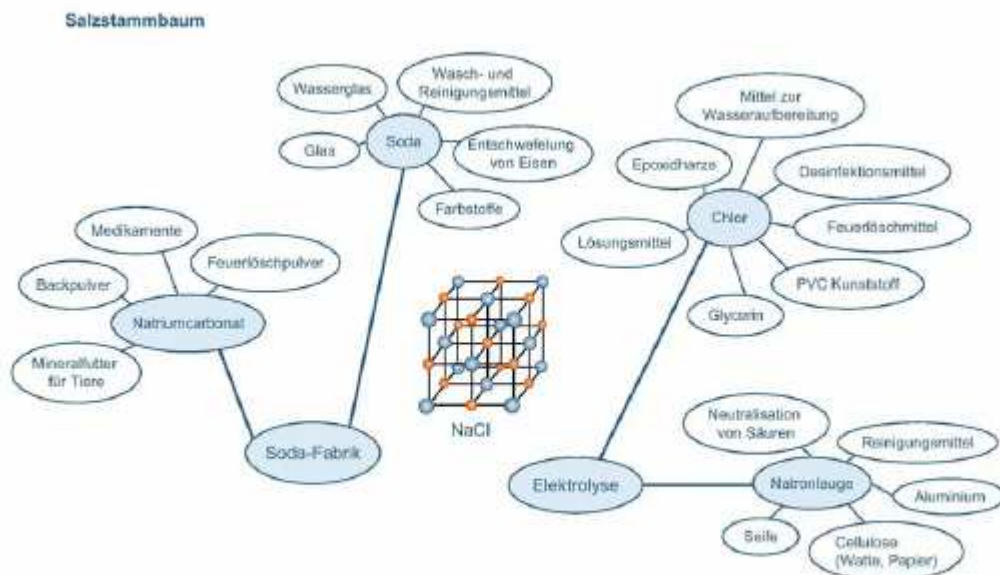 Salzstammbaum
Wasserglas
Wasch- und
Reinigungsmittel
Soda
Glas
Entschwefelung
von Eisen
Farbstoffe
Mittel zur
Wasseraufbereitung
Epoxdharze
Desinfektionsmittel
Chlor
Feuerlöschmittel
Lösungsmittel
PVC Kunststoff
Glycerin
Medikamente
Feuerlöschpulver
Backpulver
Natriumcarbonat
Mineralfutter
für Tiere
Soda-Fabrik
NaCl
Neutralisation
von Säuren
Reinigungsmittel
Elektrolyse
Natronlauge
Aluminium
Seife
Cellulose
(Watte, Papier)